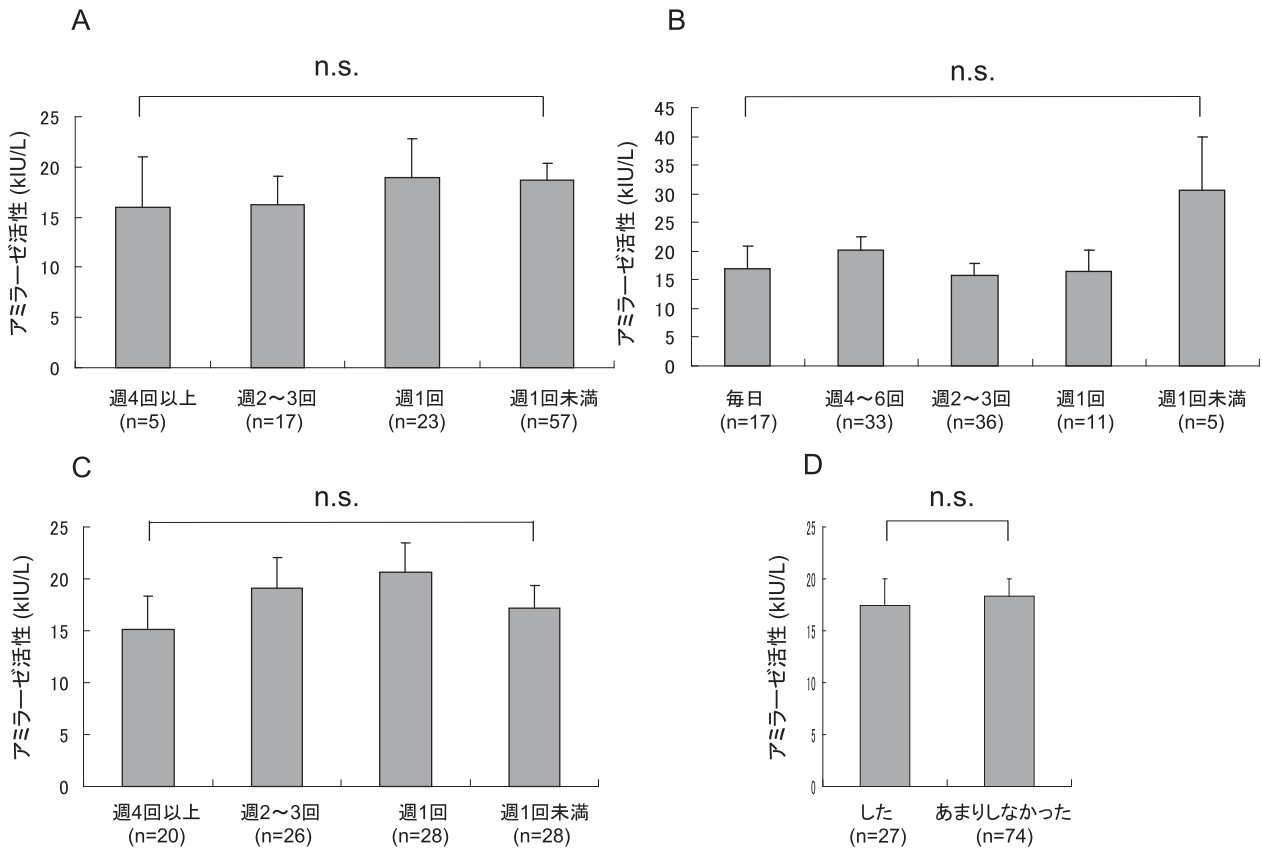 A
n.s.
アミラーゼ活性 (kIU/L)
25
20
15
10
5
0
週4回以上 週2～3回 週1回 週1回未満
(n=5) (n=17) (n=23) (n=57)
B
n.s.
アミラーゼ活性 (kIU/L)
45
40
35
30
25
20
15
10
5
0
毎日 週4～6回 週2～3回 週1回 週1回未満
(n=17) (n=33) (n=36) (n=11) (n=5)
C
n.s.
アミラーゼ活性 (kIU/L)
25
20
15
10
5
0
週4回以上 週2～3回 週1回 週1回未満
(n=20) (n=26) (n=28) (n=28)
D
n.s.
アミラーゼ活性 (kIU/L)
25
20
15
10
5
0
した あまりしなかった
(n=27) (n=74)